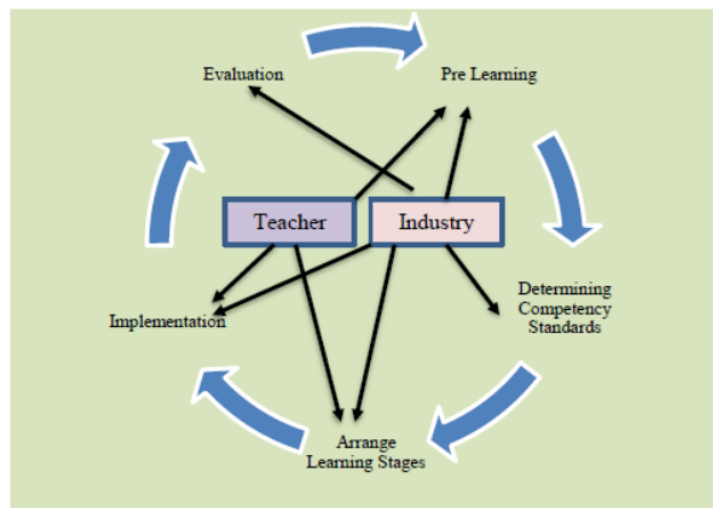 Evaluation
Pre Learning
Teacher
Industry
Determining
Competency
Standards
Implementation
Arrange
Learning Stages